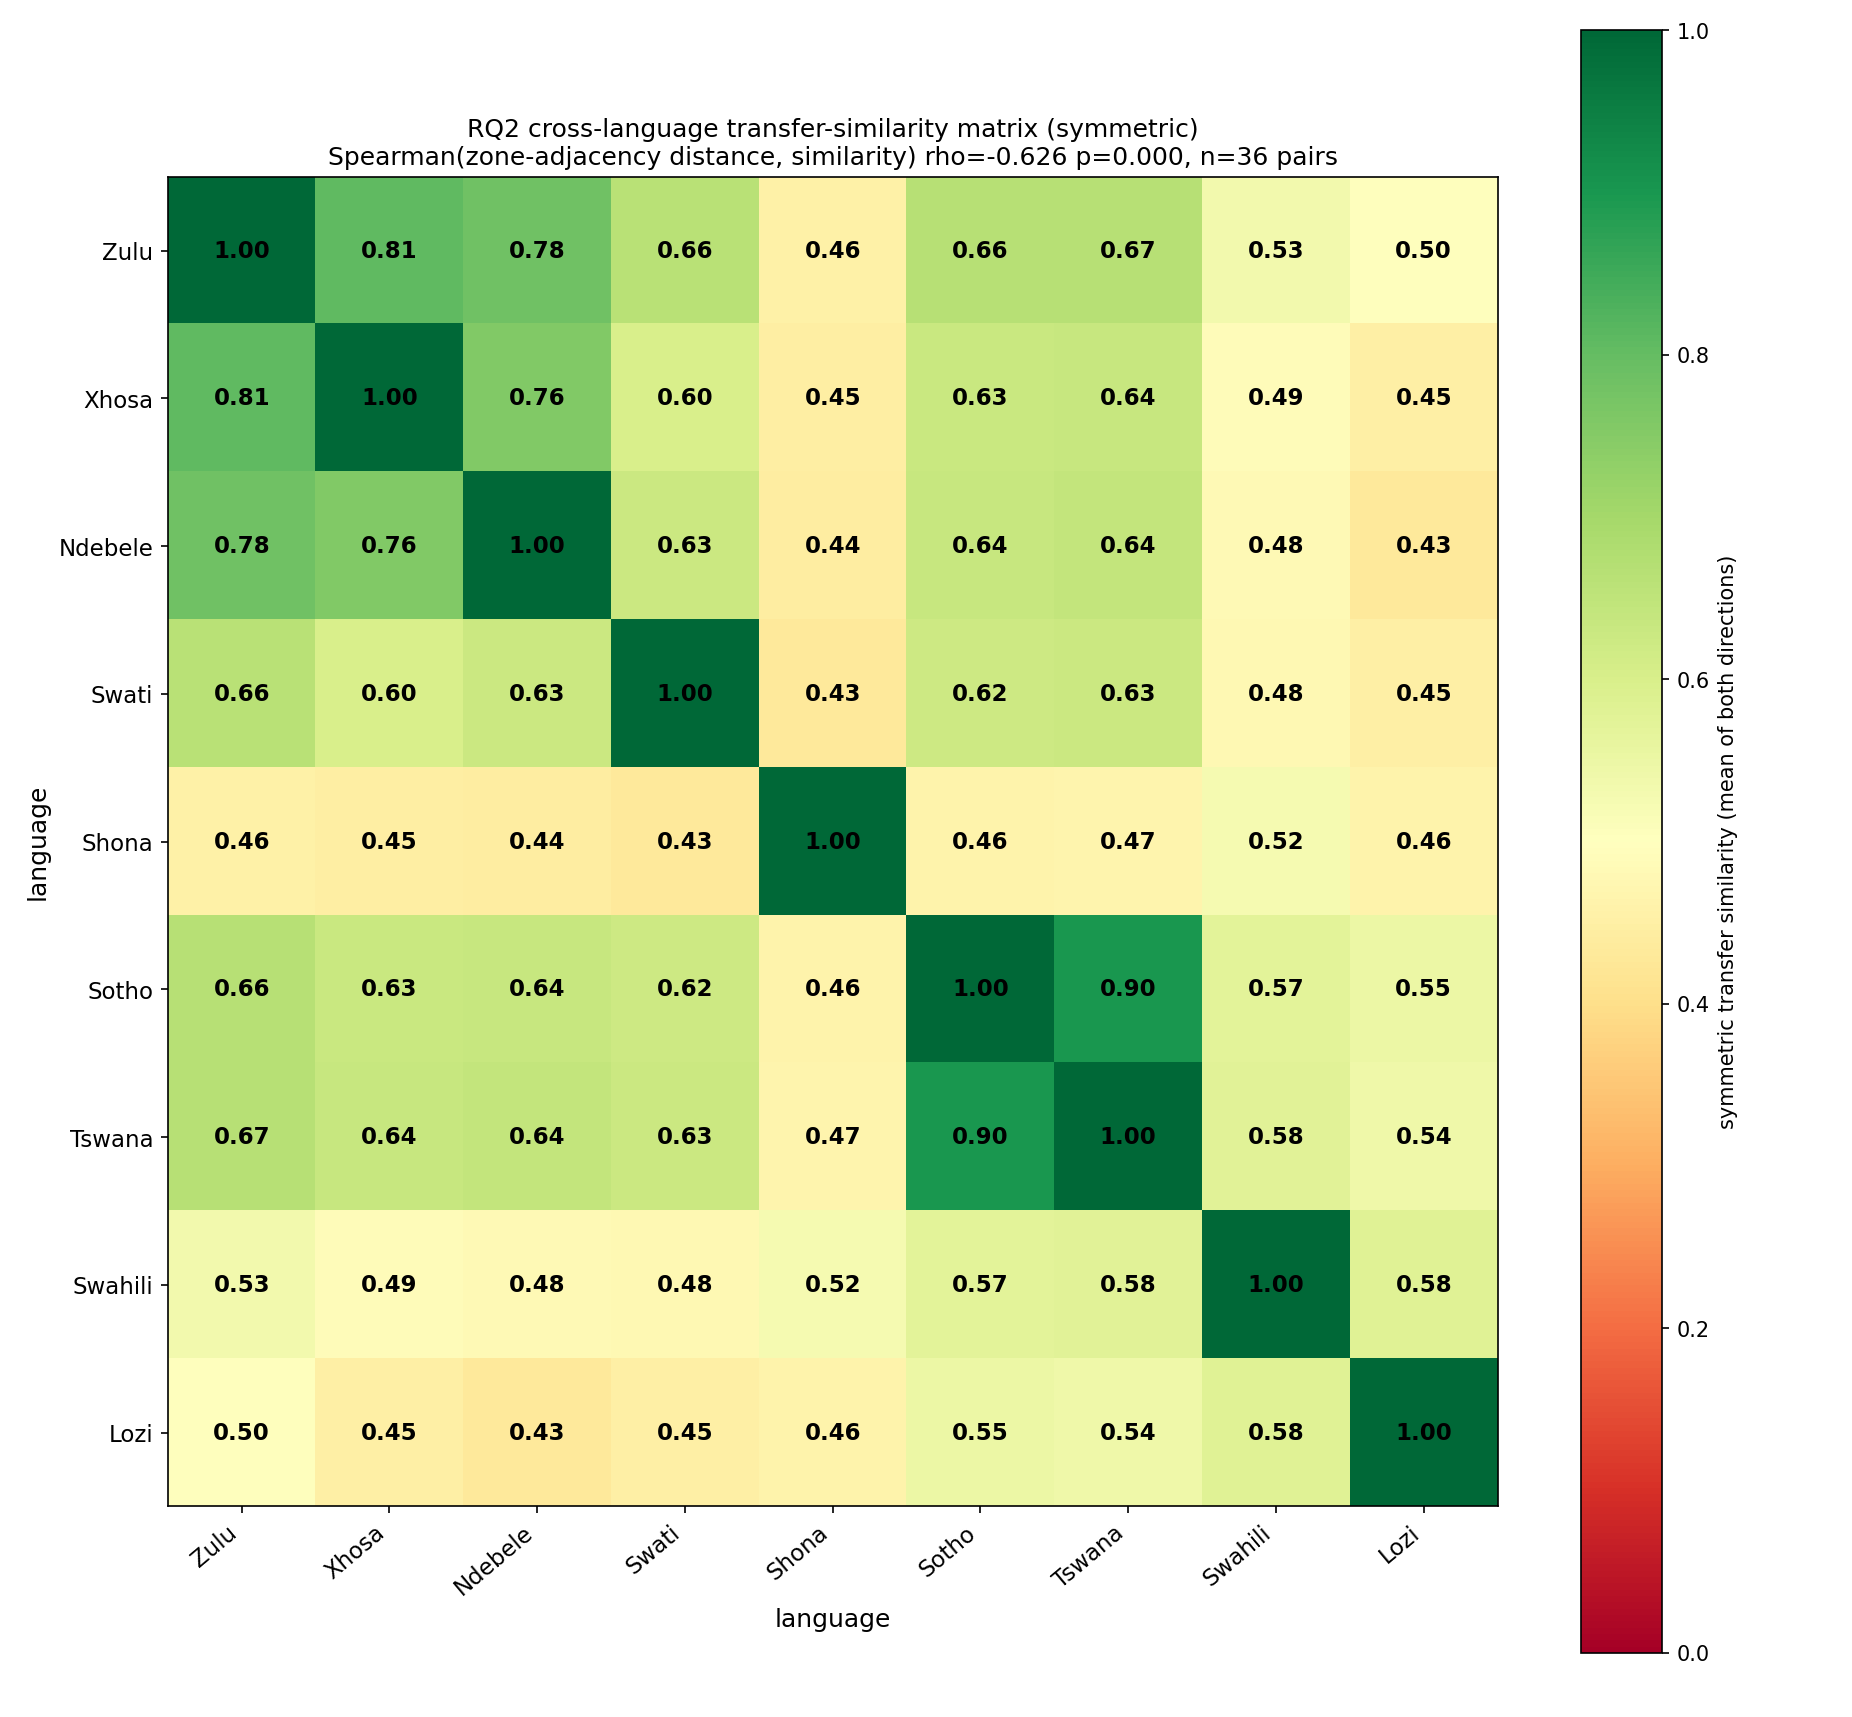 RQ2 cross-language transfer-similarity matrix (symmetric)
Spearman(zone-adjacency distance, similarity) rho=-0.626 p=0.000, n=36 pairs
Zulu 1.00 0.81 0.78 0.66 0.46 0.66 0.67 0.53 0.50
Xhosa 0.81 1.00 0.76 0.60 0.45 0.63 0.64 0.49 0.45
Ndebele 0.78 0.76 1.00 0.63 0.44 0.64 0.64 0.48 0.43
Swati 0.66 0.60 0.63 1.00 0.43 0.62 0.63 0.48 0.45
Shona 0.46 0.45 0.44 0.43 1.00 0.46 0.47 0.52 0.46
Sotho 0.66 0.63 0.64 0.62 0.46 1.00 0.90 0.57 0.55
Tswana 0.67 0.64 0.64 0.63 0.47 0.90 1.00 0.58 0.54
Swahili 0.53 0.49 0.48 0.48 0.52 0.57 0.58 1.00 0.58
Lozi 0.50 0.45 0.43 0.45 0.46 0.55 0.54 0.58 1.00
Zulu Xhosa Ndebele Swati Shona Sotho Tswana Swahili Lozi
language
language
1.0
0.8
0.6
0.4
0.2
0.0
symmetric transfer similarity (mean of both directions)